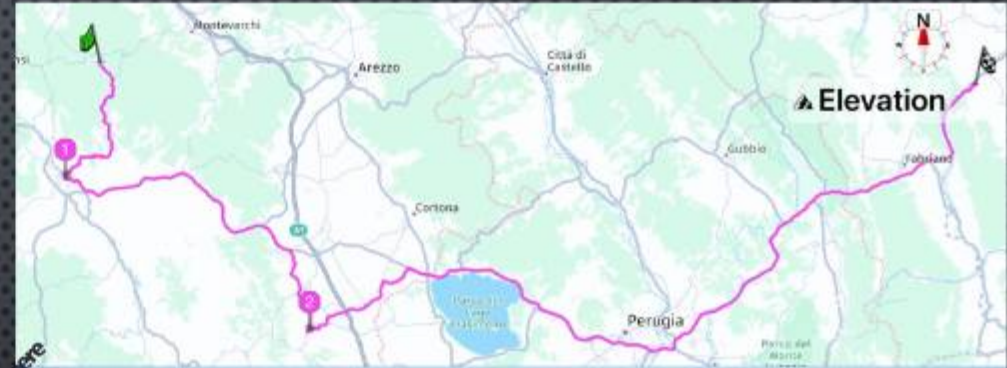 Montevarchi
N
Città di
Castello
Arezzo
Elevation
1
Gubbio
Fabriano
Cortona
A1
2
Perugia